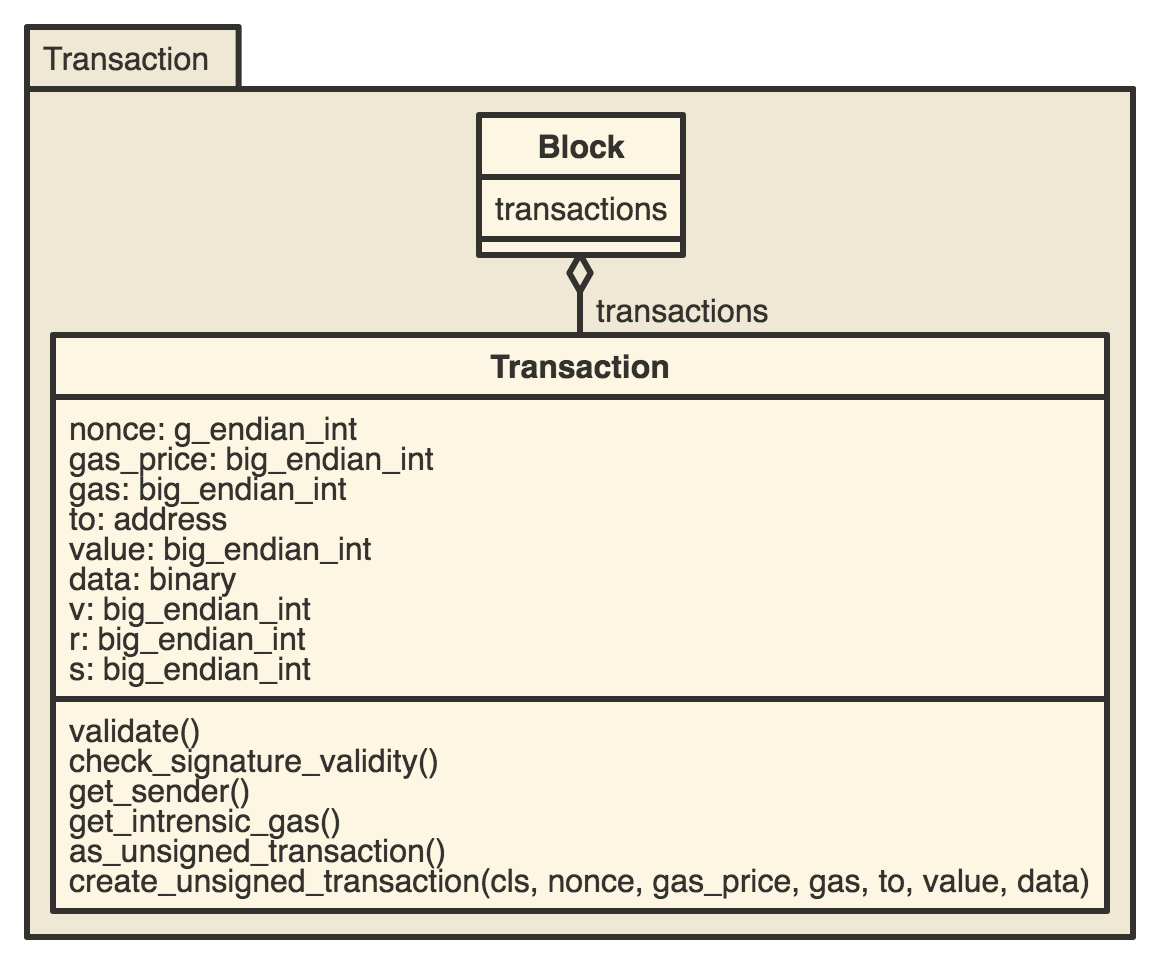 Transaction
Block
transactions
transactions
Transaction
nonce: g_endian_int
gas_price: big_endian_int
gas: big_endian_int
to: address
value: big_endian_int
data: binary
v: big_endian_int
r: big_endian_int
s: big_endian_int
validate()
check_signature_validity()
get_sender()
get_intrensic_gas()
as_unsigned_transaction()
create_unsigned_transaction(cls, nonce, gas_price, gas, to, value, data)